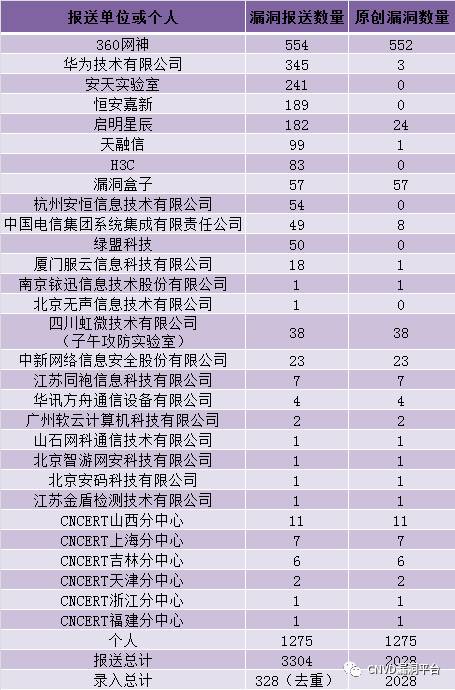 报送单位或个人 漏洞报送数量 原创漏洞数量
360网神 554 552
华为技术有限公司 345 3
安天实验室 241 0
恒安嘉新 189 0
启明星辰 182 24
天融信 99 1
H3C 83 0
漏洞盒子 57 57
杭州安恒信息技术有限公司 54 0
中国电信集团系统集成有限责任公司 49 8
绿盟科技 50 0
厦门服云信息科技有限公司 18 1
南京铱迅信息技术股份有限公司 1 1
北京无声信息技术有限公司 1 0
四川虹微技术有限公司
（子午攻防实验室） 38 38
中新网络信息安全股份有限公司 23 23
江苏同袍信息科技有限公司 7 7
华讯方舟通信设备有限公司 4 4
广州软云计算机科技有限公司 2 2
山石网科通信技术有限公司 1 1
北京智游网安科技有限公司 1 1
北京安码科技有限公司 1 1
江苏金盾检测技术有限公司 1 1
CNCERT山西分中心 11 11
CNCERT上海分中心 7 7
CNCERT吉林分中心 6 6
CNCERT天津分中心 2 2
CNCERT浙江分中心 1 1
CNCERT福建分中心 1 1
个人 1275 1275
报送总计 3304 2028
录入总计 328（去重） 2028
CNVD漏洞平台